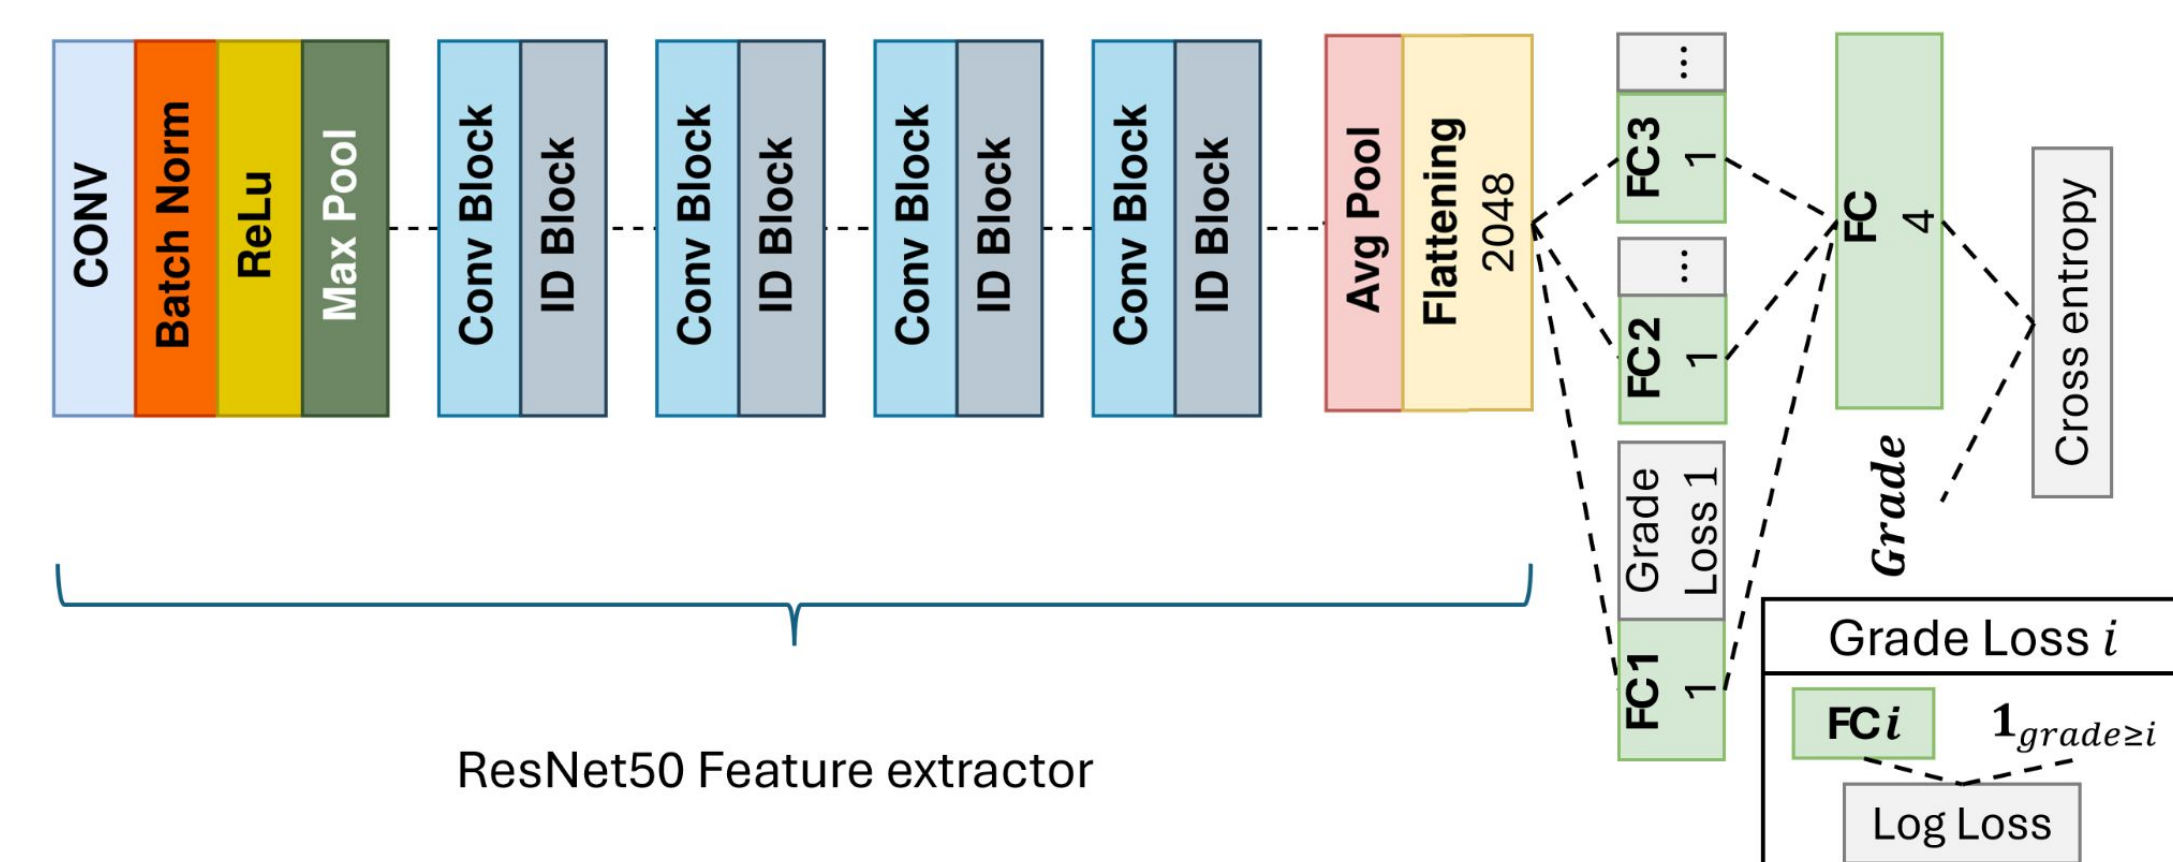 CONV
Batch Norm
ReLu
Max Pool
Conv Block
ID Block
Conv Block
ID Block
Conv Block
ID Block
Conv Block
ID Block
Avg Pool
Flattening
2048
...
FC3
1
...
FC2
1
Grade
Loss 1
FC1
1
FC
4
Grade
Cross entropy
ResNet50 Feature extractor
Grade Loss i
FCi
1grade≥i
Log Loss